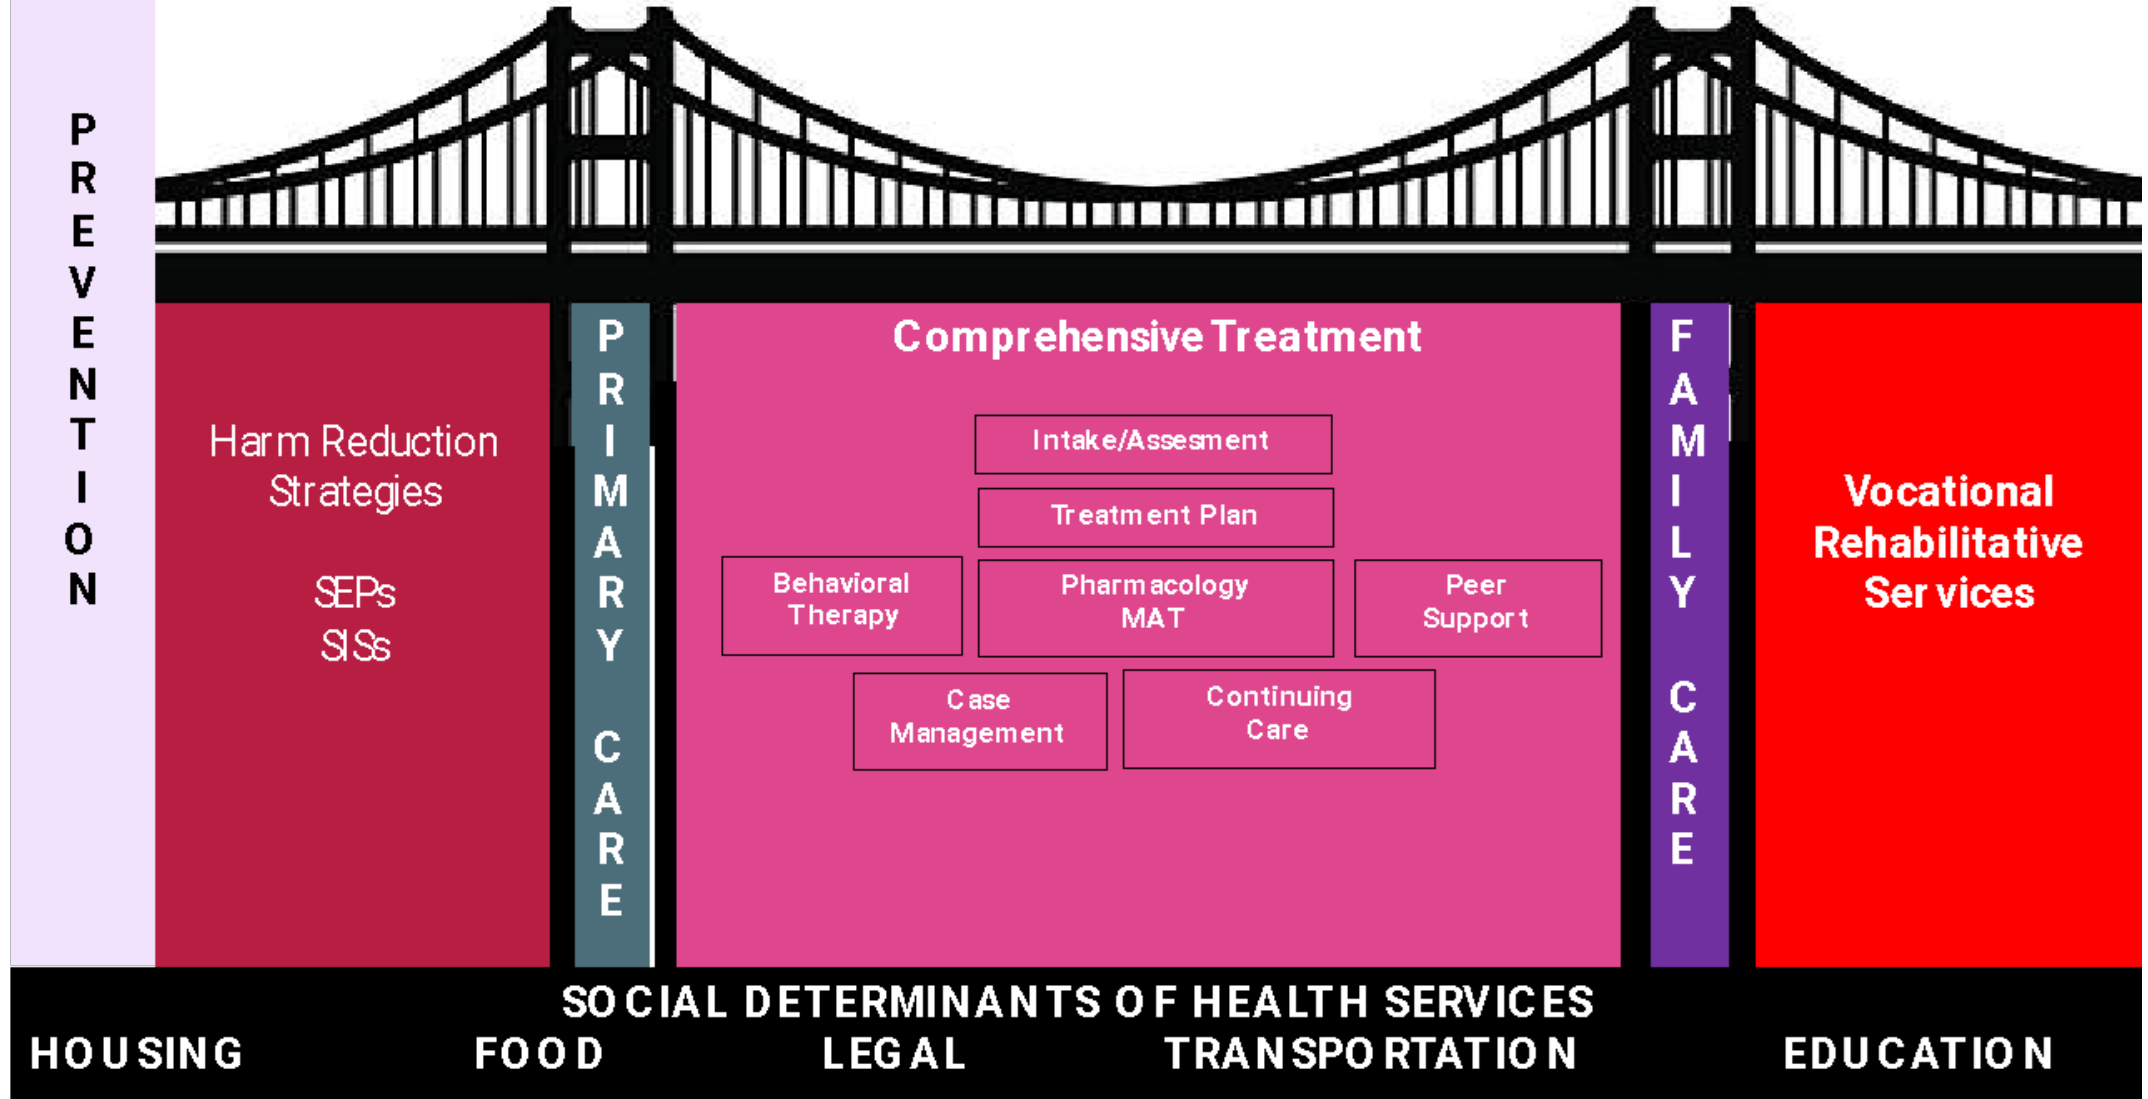 PREVENTION
Harm Reduction
Strategies
SEPs
SISs
PRIMARY CARE
Comprehensive Treatment
Intake/Assesment
Treatment Plan
Behavioral
Therapy
Pharmacology
MAT
Peer
Support
Case
Management
Continuing
Care
FAMILY CARE
Vocational
Rehabilitative
Services
SOCIAL DETERMINANTS OF HEALTH SERVICES
HOUSING FOOD LEGAL TRANSPORTATION EDUCATION